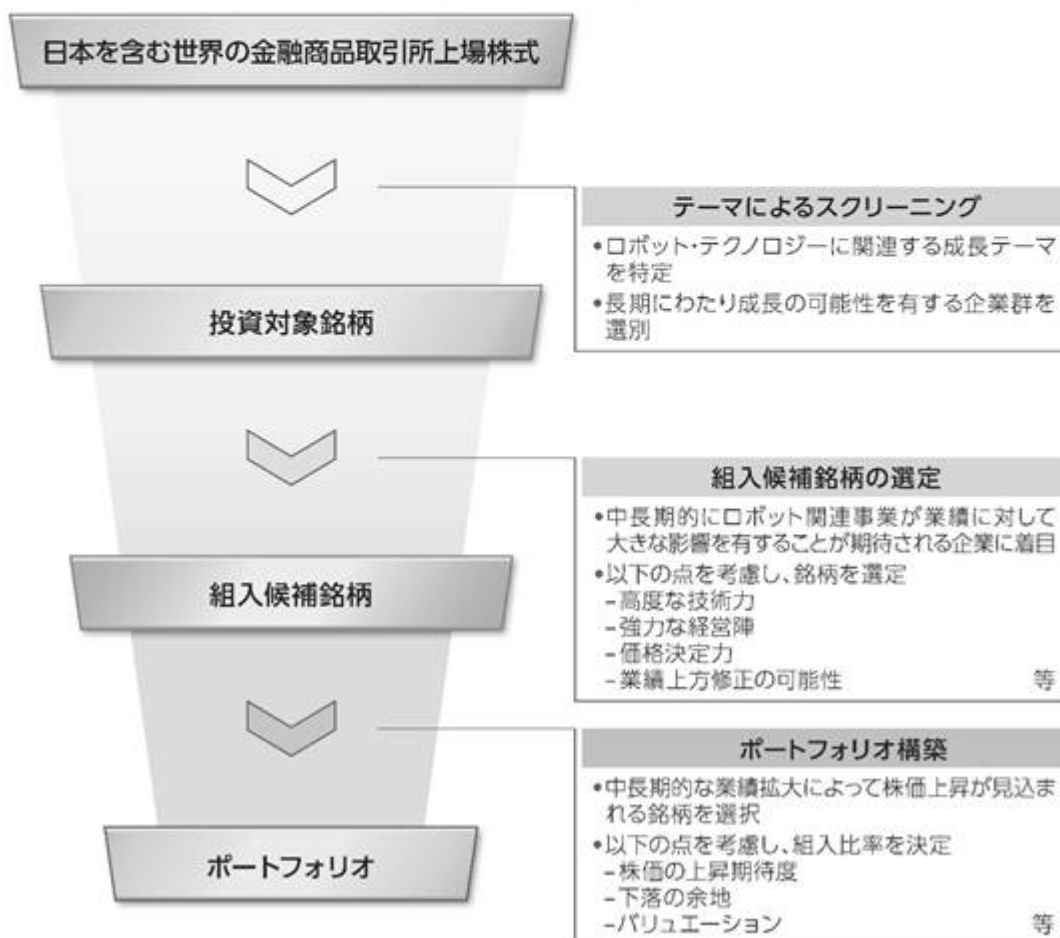 日本を含む世界の金融商品取引所上場株式
テーマによるスクリーニング
•ロボット・テクノロジーに関連する成長テーマ
を特定
•長期にわたり成長の可能性を有する企業群を
選別
投資対象銘柄
組入候補銘柄の選定
•中長期的にロボット関連事業が業績に対して
大きな影響を有することが期待される企業に着目
•以下の点を考慮し、銘柄を選定
–高度な技術力
–強力な経営陣
–価格決定力
–業績上方修正の可能性 等
組入候補銘柄
ポートフォリオ構築
•中長期的な業績拡大によって株価上昇が見込ま
れる銘柄を選択
•以下の点を考慮し、組入比率を決定
–株価の上昇期待度
–下落の余地
–バリュエーション 等
ポートフォリオ